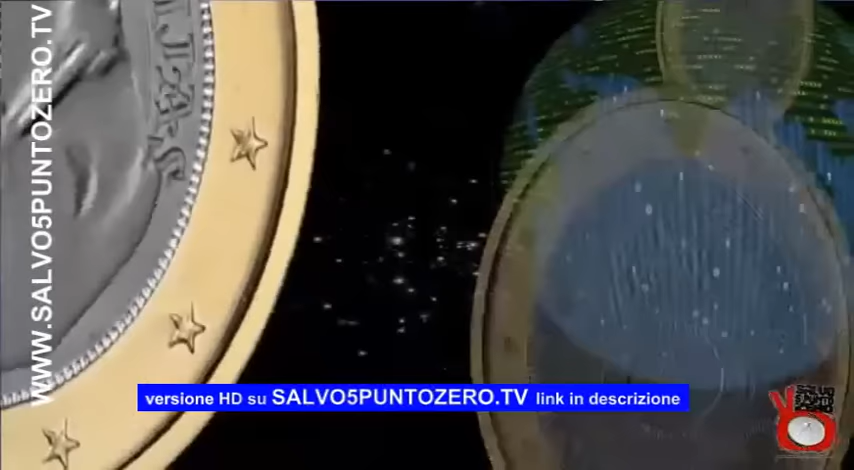 WWW.SALVO5PUNTOZERO.TV
versione HD su SALVO5PUNTOZERO.TV link in descrizione